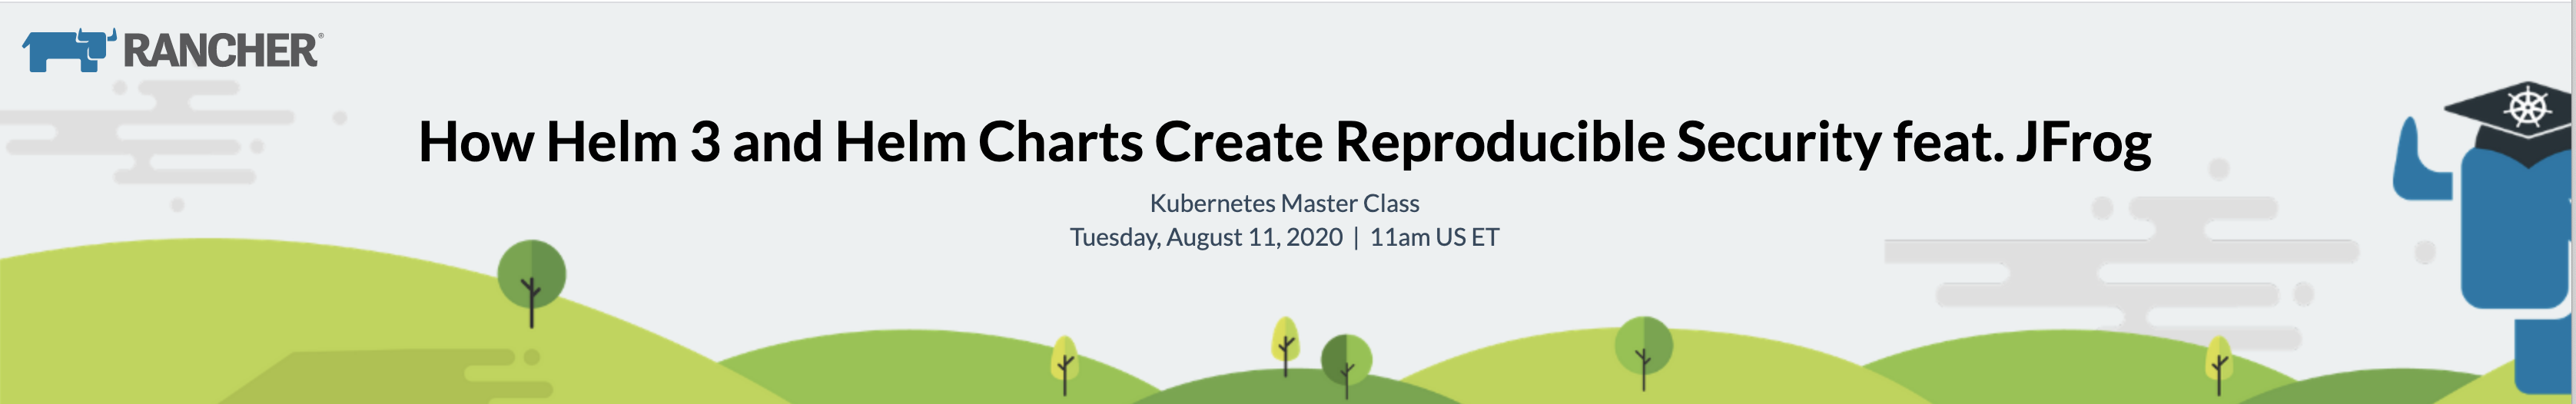 RANCHER®
How Helm 3 and Helm Charts Create Reproducible Security feat. JFrog
Kubernetes Master Class
Tuesday, August 11, 2020 | 11am US ET